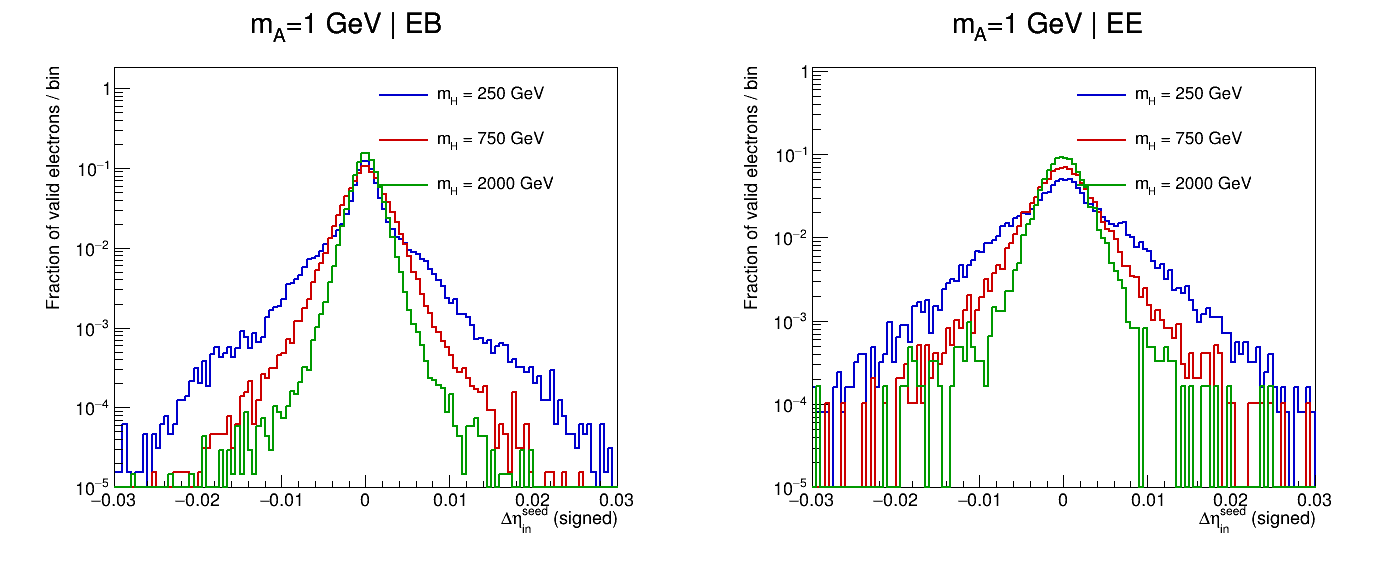 m_A=1 GeV | EB
Fraction of valid electrons / bin
m_H = 250 GeV
m_H = 750 GeV
m_H = 2000 GeV
1
10^−1
10^−2
10^−3
10^−4
10^−5
−0.03 −0.02 −0.01 0 0.01 0.02 0.03
Δη_in^seed (signed)
m_A=1 GeV | EE
Fraction of valid electrons / bin
m_H = 250 GeV
m_H = 750 GeV
m_H = 2000 GeV
1
10^−1
10^−2
10^−3
10^−4
10^−5
−0.03 −0.02 −0.01 0 0.01 0.02 0.03
Δη_in^seed (signed)